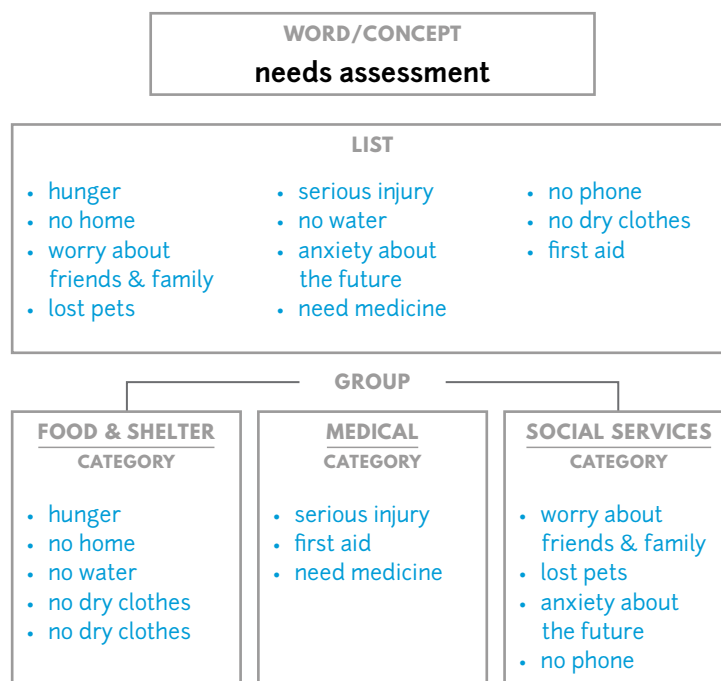 WORD/CONCEPT
needs assessment
LIST
• hunger
• no home
• worry about
friends & family
• lost pets
• serious injury
• no water
• anxiety about
the future
• need medicine
• no phone
• no dry clothes
• first aid
GROUP
FOOD & SHELTER
CATEGORY
• hunger
• no home
• no water
• no dry clothes
• no dry clothes
MEDICAL
CATEGORY
• serious injury
• first aid
• need medicine
SOCIAL SERVICES
CATEGORY
• worry about
friends & family
• lost pets
• anxiety about
the future
• no phone